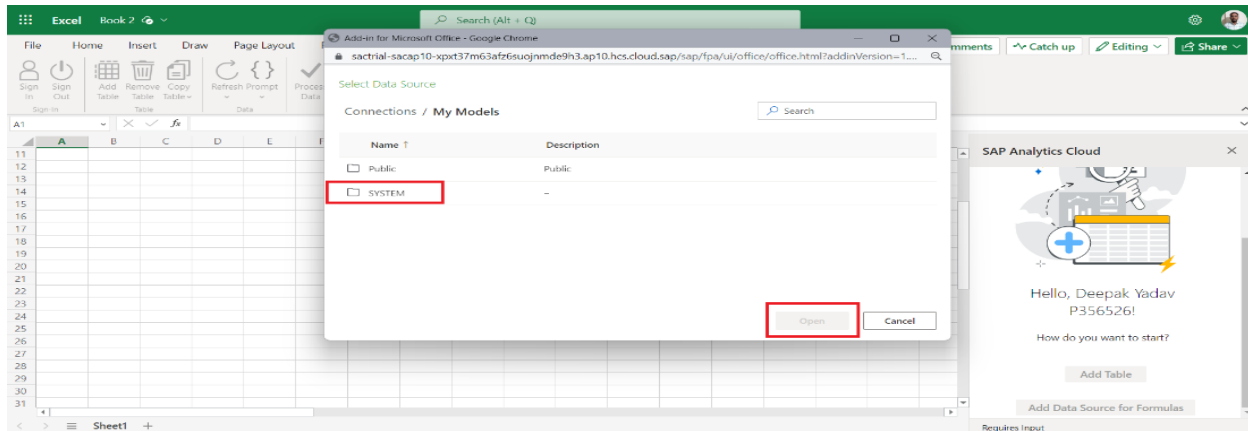 Excel Book 2 Search (Alt + Q)
Add-in for Microsoft Office - Google Chrome
sactrial-sacap10-xpxt37m63afz6suojnmde9h3.ap10.hcs.cloud.sap/sap/fpa/ui/office/office.html?addinVersion=1....
File Home Insert Draw Page Layout
mments Catch up Editing Share
Sign In
Sign Out
Add Table
Remove Table
Copy Table
Refresh
Prompt
Proces Data
Sign In Table Data
A1 fx
A B C D E F
11
12
13
14
15
16
17
18
19
20
21
22
23
24
25
26
27
28
29
30
31
Sheet1 +
Select Data Source
Connections / My Models
Search
Name ↑ Description
Public Public
SYSTEM –
Open Cancel
SAP Analytics Cloud
Hello, Deepak Yadav
P356526!
How do you want to start?
Add Table
Add Data Source for Formulas
Requires Input